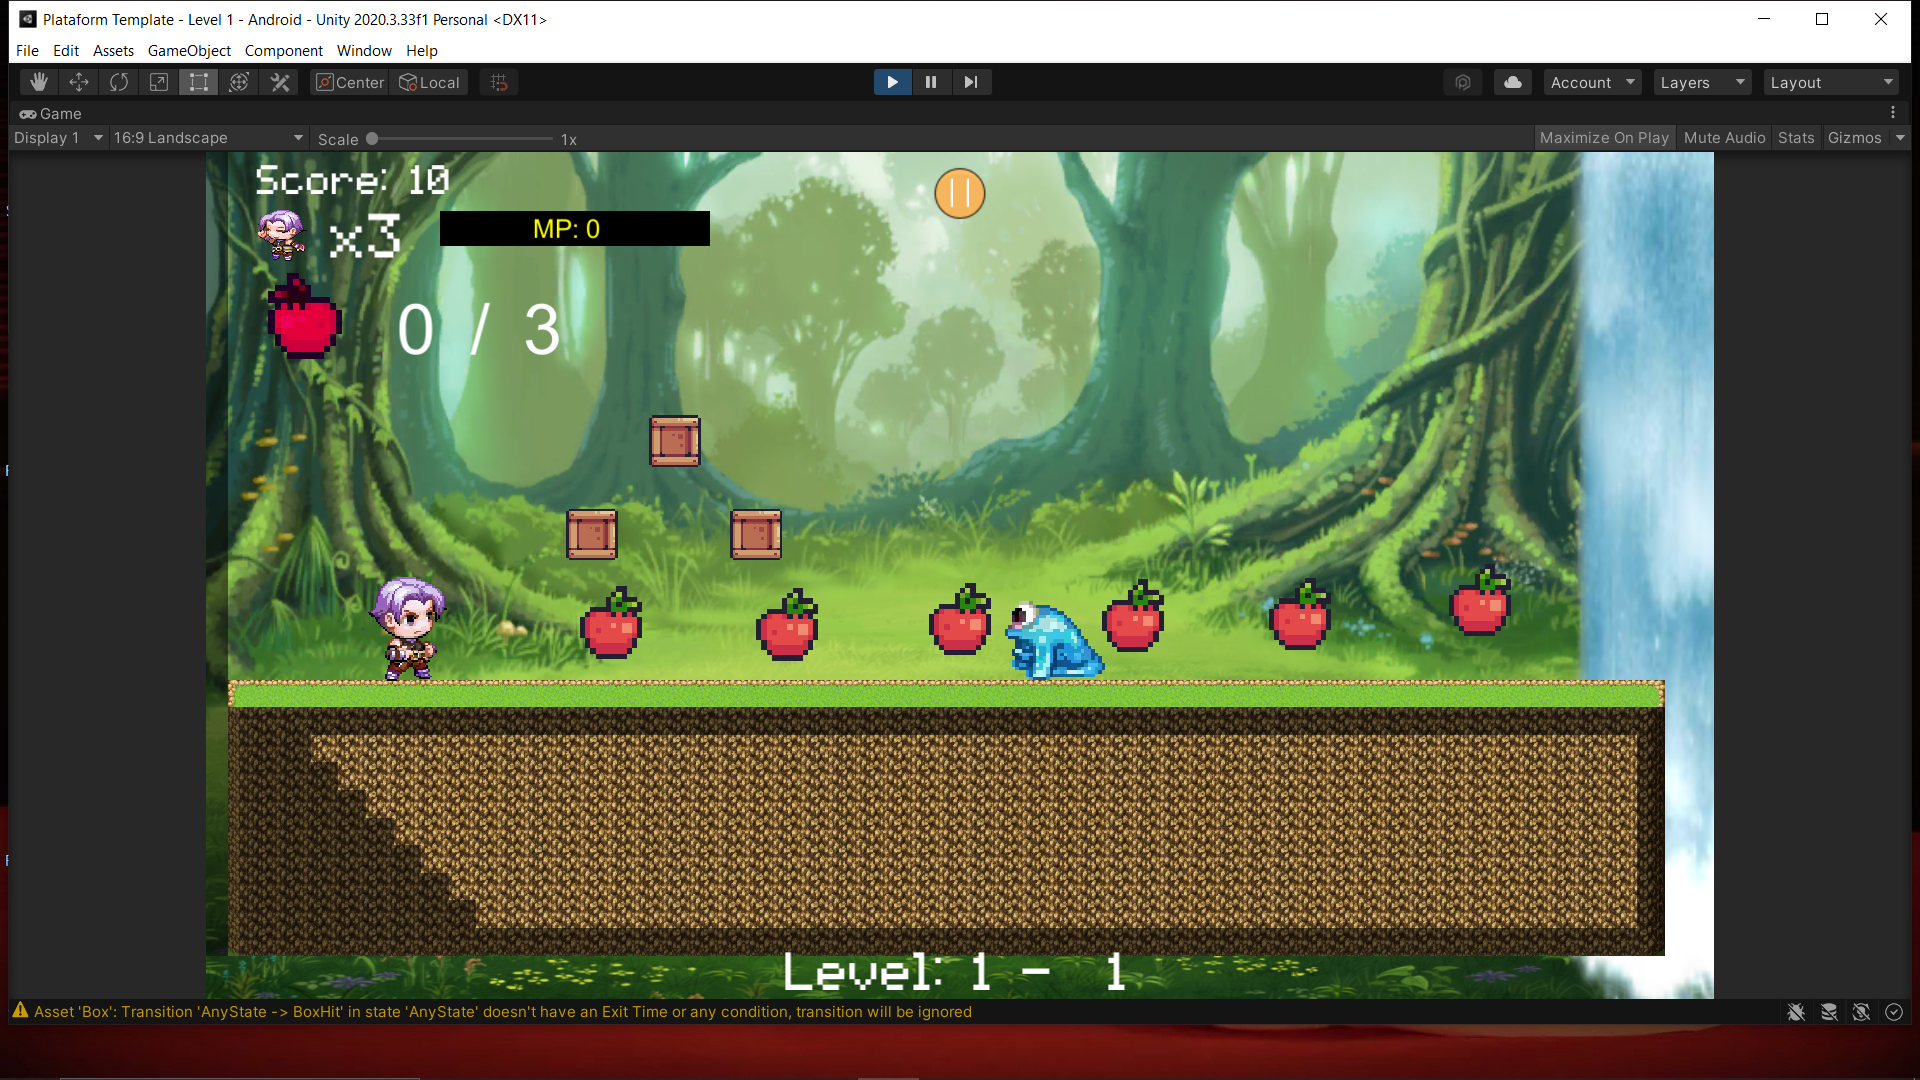 Plataform Template - Level 1 - Android - Unity 2020.3.33f1 Personal <DX11>
File Edit Assets GameObject Component Window Help
Center Local Account Layers Layout
Game
Display 1 16:9 Landscape Scale 1x Maximize On Play Mute Audio Stats Gizmos
Score: 10
x3 MP: 0
0 / 3
Level: 1 - 1
Asset 'Box': Transition 'AnyState -> BoxHit' in state 'AnyState' doesn't have an Exit Time or any condition, transition will be ignored